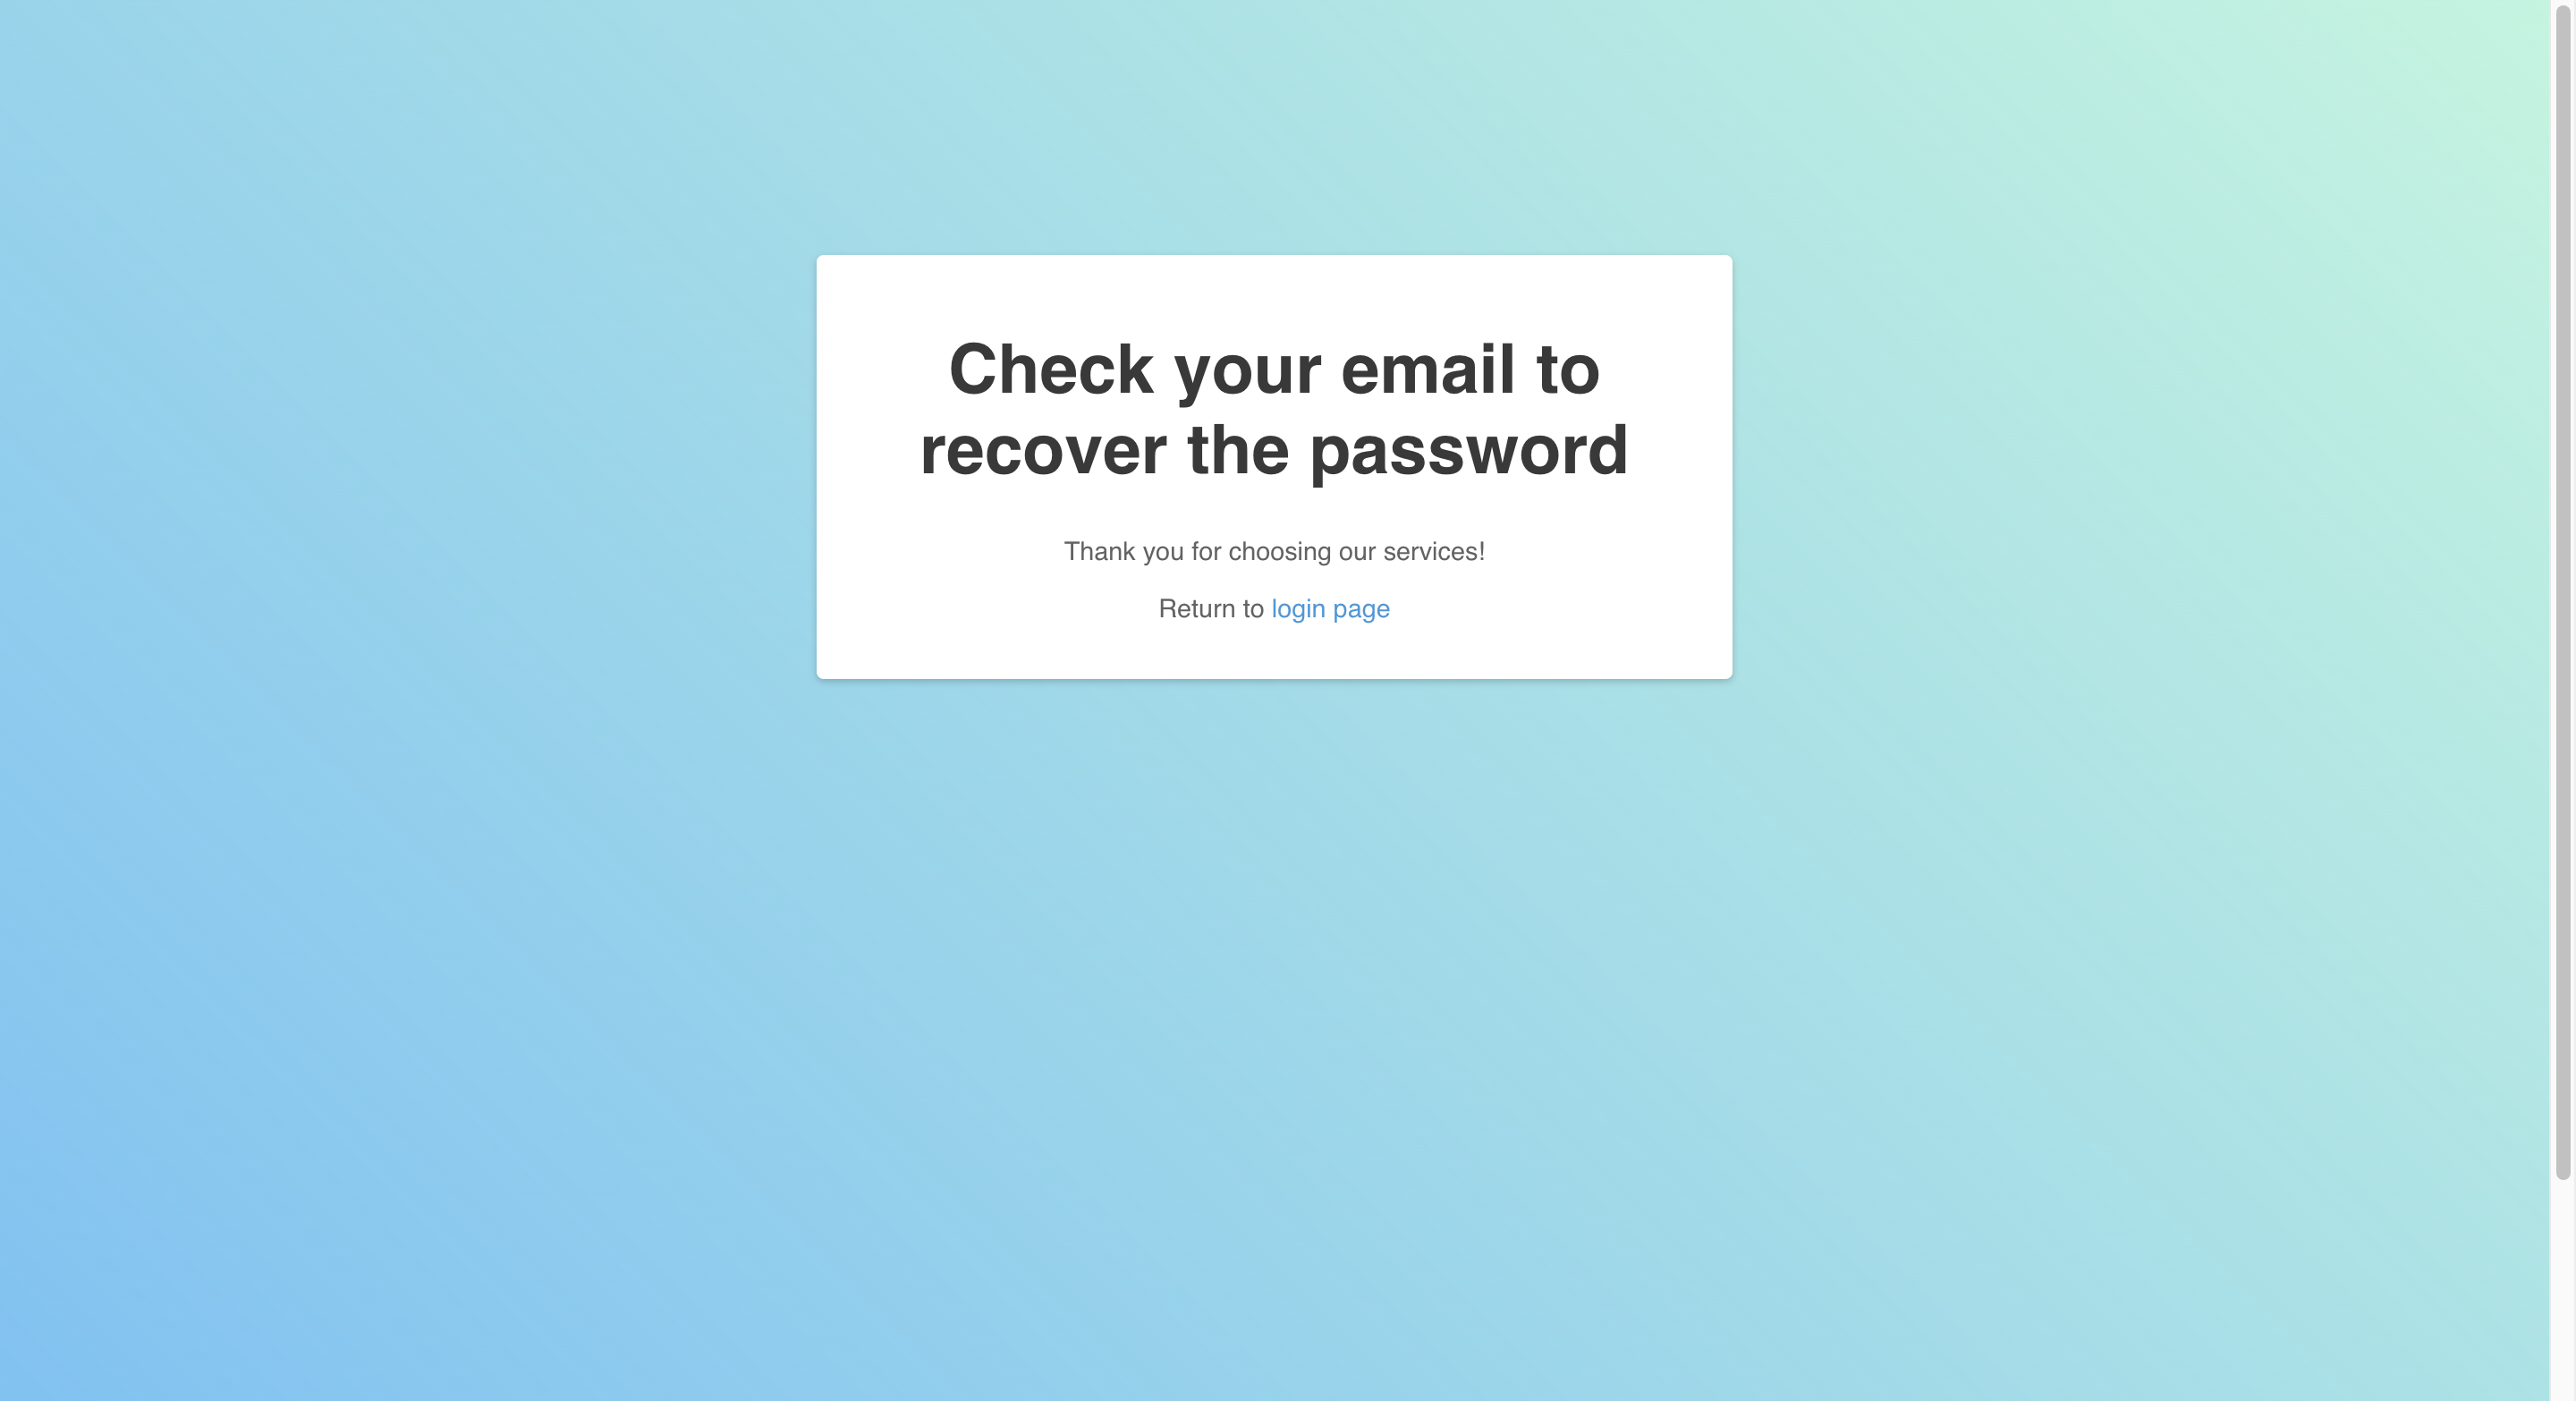 Check your email to
recover the password
Thank you for choosing our services!
Return to login page